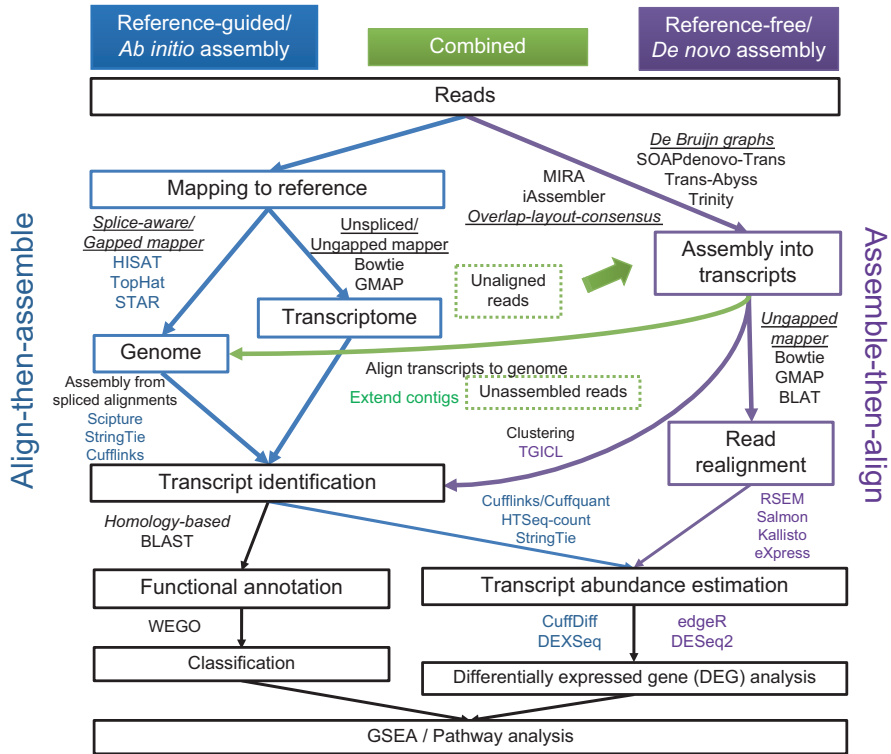 Reference-guided/
Ab initio assembly
Combined
Reference-free/
De novo assembly
Reads
De Bruijn graphs
SOAPdenovo-Trans
Trans-Abyss
Trinity
MIRA
iAssembler
Overlap-layout-consensus
Mapping to reference
Align-then-assemble
Assemble-then-align
Splice-aware/
Gapped mapper
HISAT
TopHat
STAR
Unspliced/
Ungapped mapper
Bowtie
GMAP
Assembly into
transcripts
Unaligned
reads
Transcriptome
Genome
Ungapped
mapper
Bowtie
GMAP
BLAT
Align transcripts to genome
Extend contigs
Unassembled reads
Assembly from
spliced alignments
Scipture
StringTie
Cufflinks
Clustering
TGICL
Read
realignment
Transcript identification
Cufflinks/Cuffquant
HTSeq-count
StringTie
RSEM
Salmon
Kallisto
eXpress
Homology-based
BLAST
Functional annotation
Transcript abundance estimation
WEGO
CuffDiff
DEXSeq
edgeR
DESeq2
Classification
Differentially expressed gene (DEG) analysis
GSEA / Pathway analysis